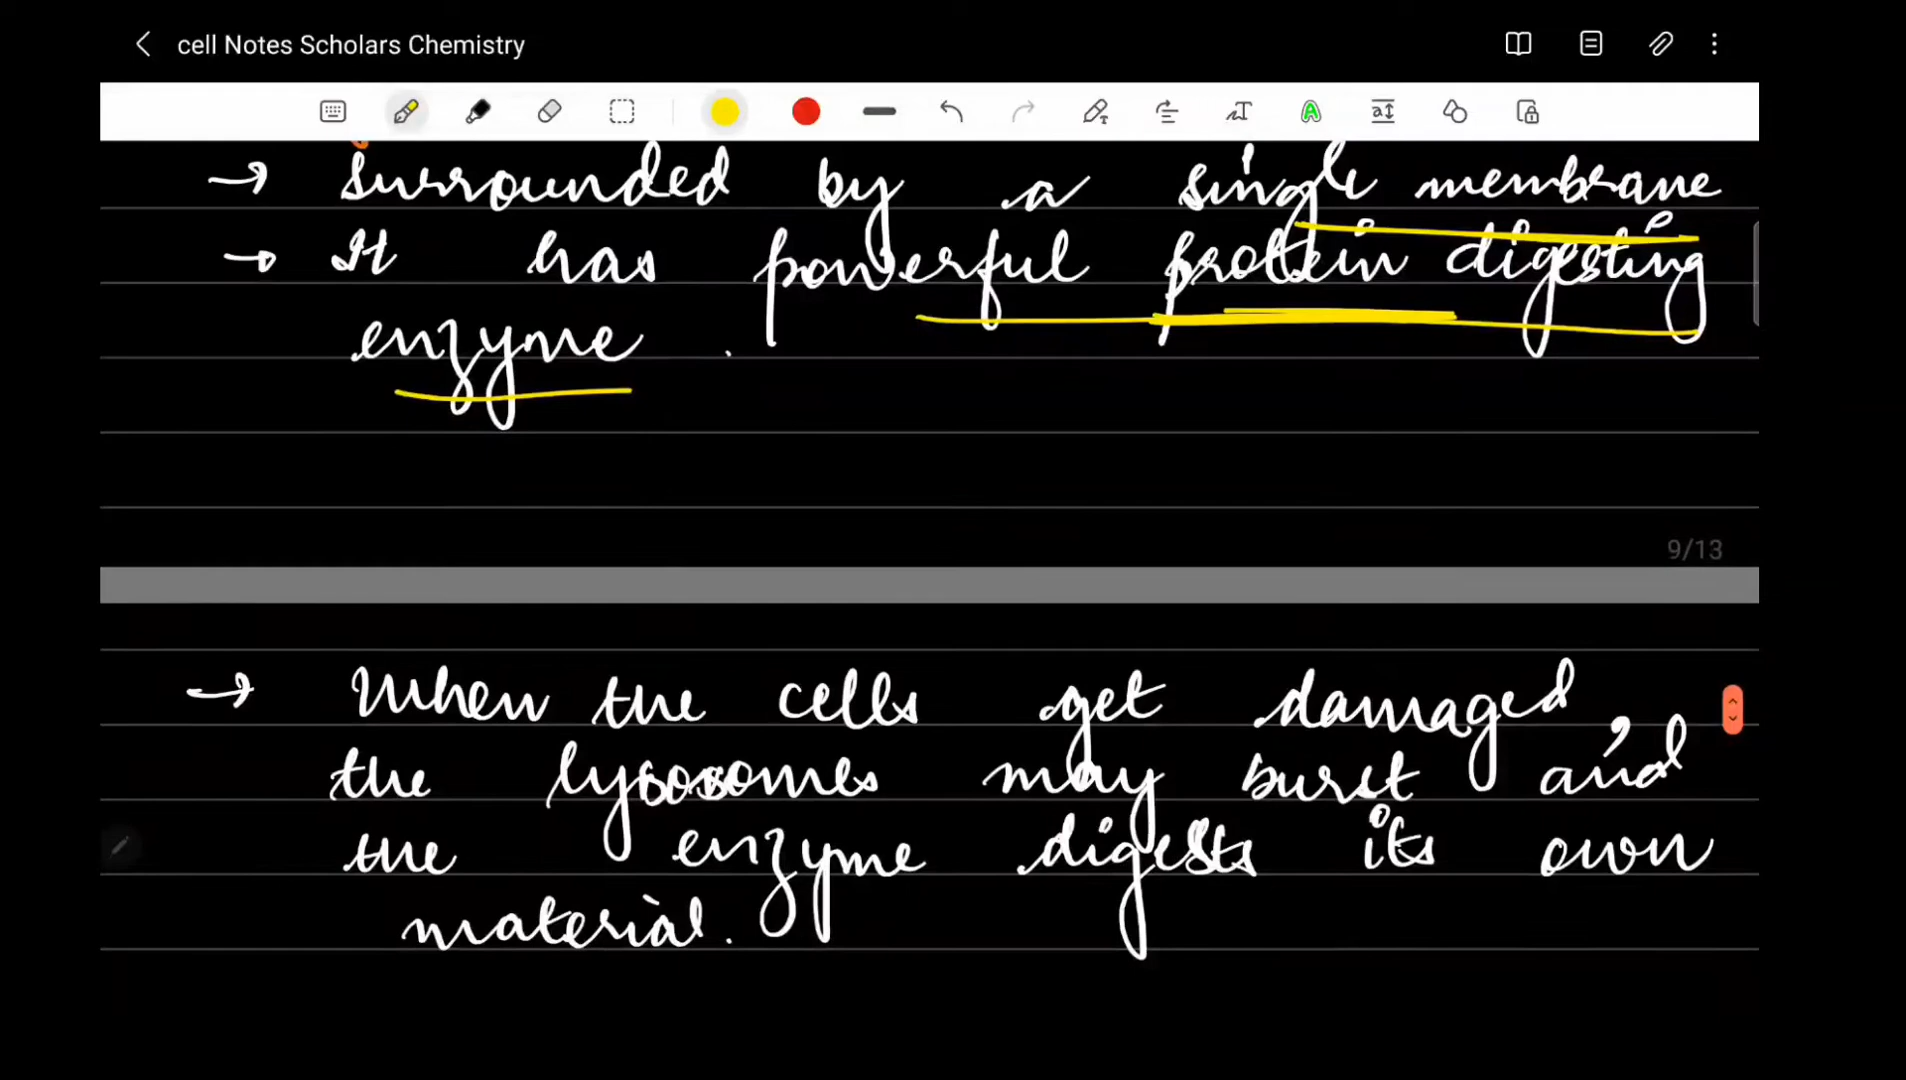 cell Notes Scholars Chemistry
→ Surrounded by a single membrane
→ It has powerful protein digesting
enzyme .
9/13
→ When the cells get damaged ,
the lysosomes may burst and
the enzyme digests its own
material.